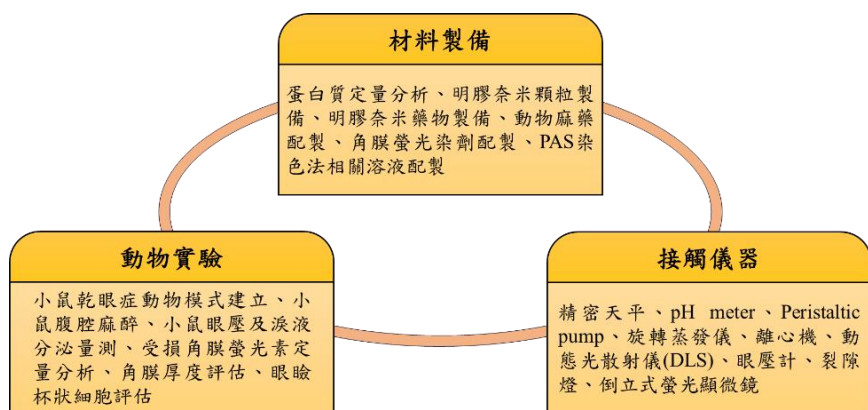 材料製備
蛋白質定量分析、明膠奈米顆粒製
備、明膠奈米藥物製備、動物麻藥
配製、角膜螢光染劑配製、PAS染
色法相關溶液配製
動物實驗
小鼠乾眼症動物模式建立、小
鼠腹腔麻醉、小鼠眼壓及淚液
分泌量測、受損角膜螢光素定
量分析、角膜厚度評估、眼瞼
杯狀細胞評估
接觸儀器
精密天平、pH meter、Peristaltic
pump、旋轉蒸發儀、離心機、動
態光散射儀(DLS)、眼壓計、裂隙
燈、倒立式螢光顯微鏡